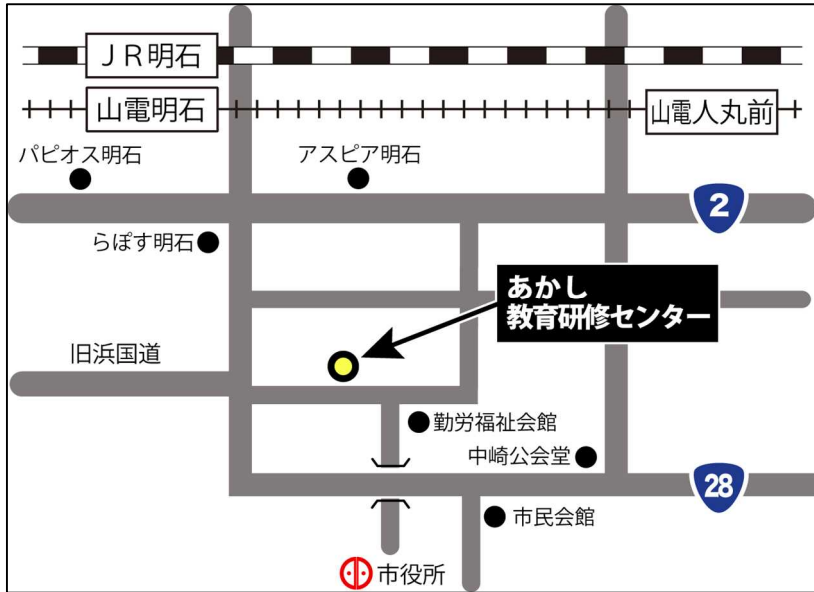 JR明石
山電明石
山電人丸前
パピオス明石
アスピア明石
2
らぽす明石
あかし
教育研修センター
旧浜国道
勤労福祉会館
中崎公会堂
28
市民会館
市役所